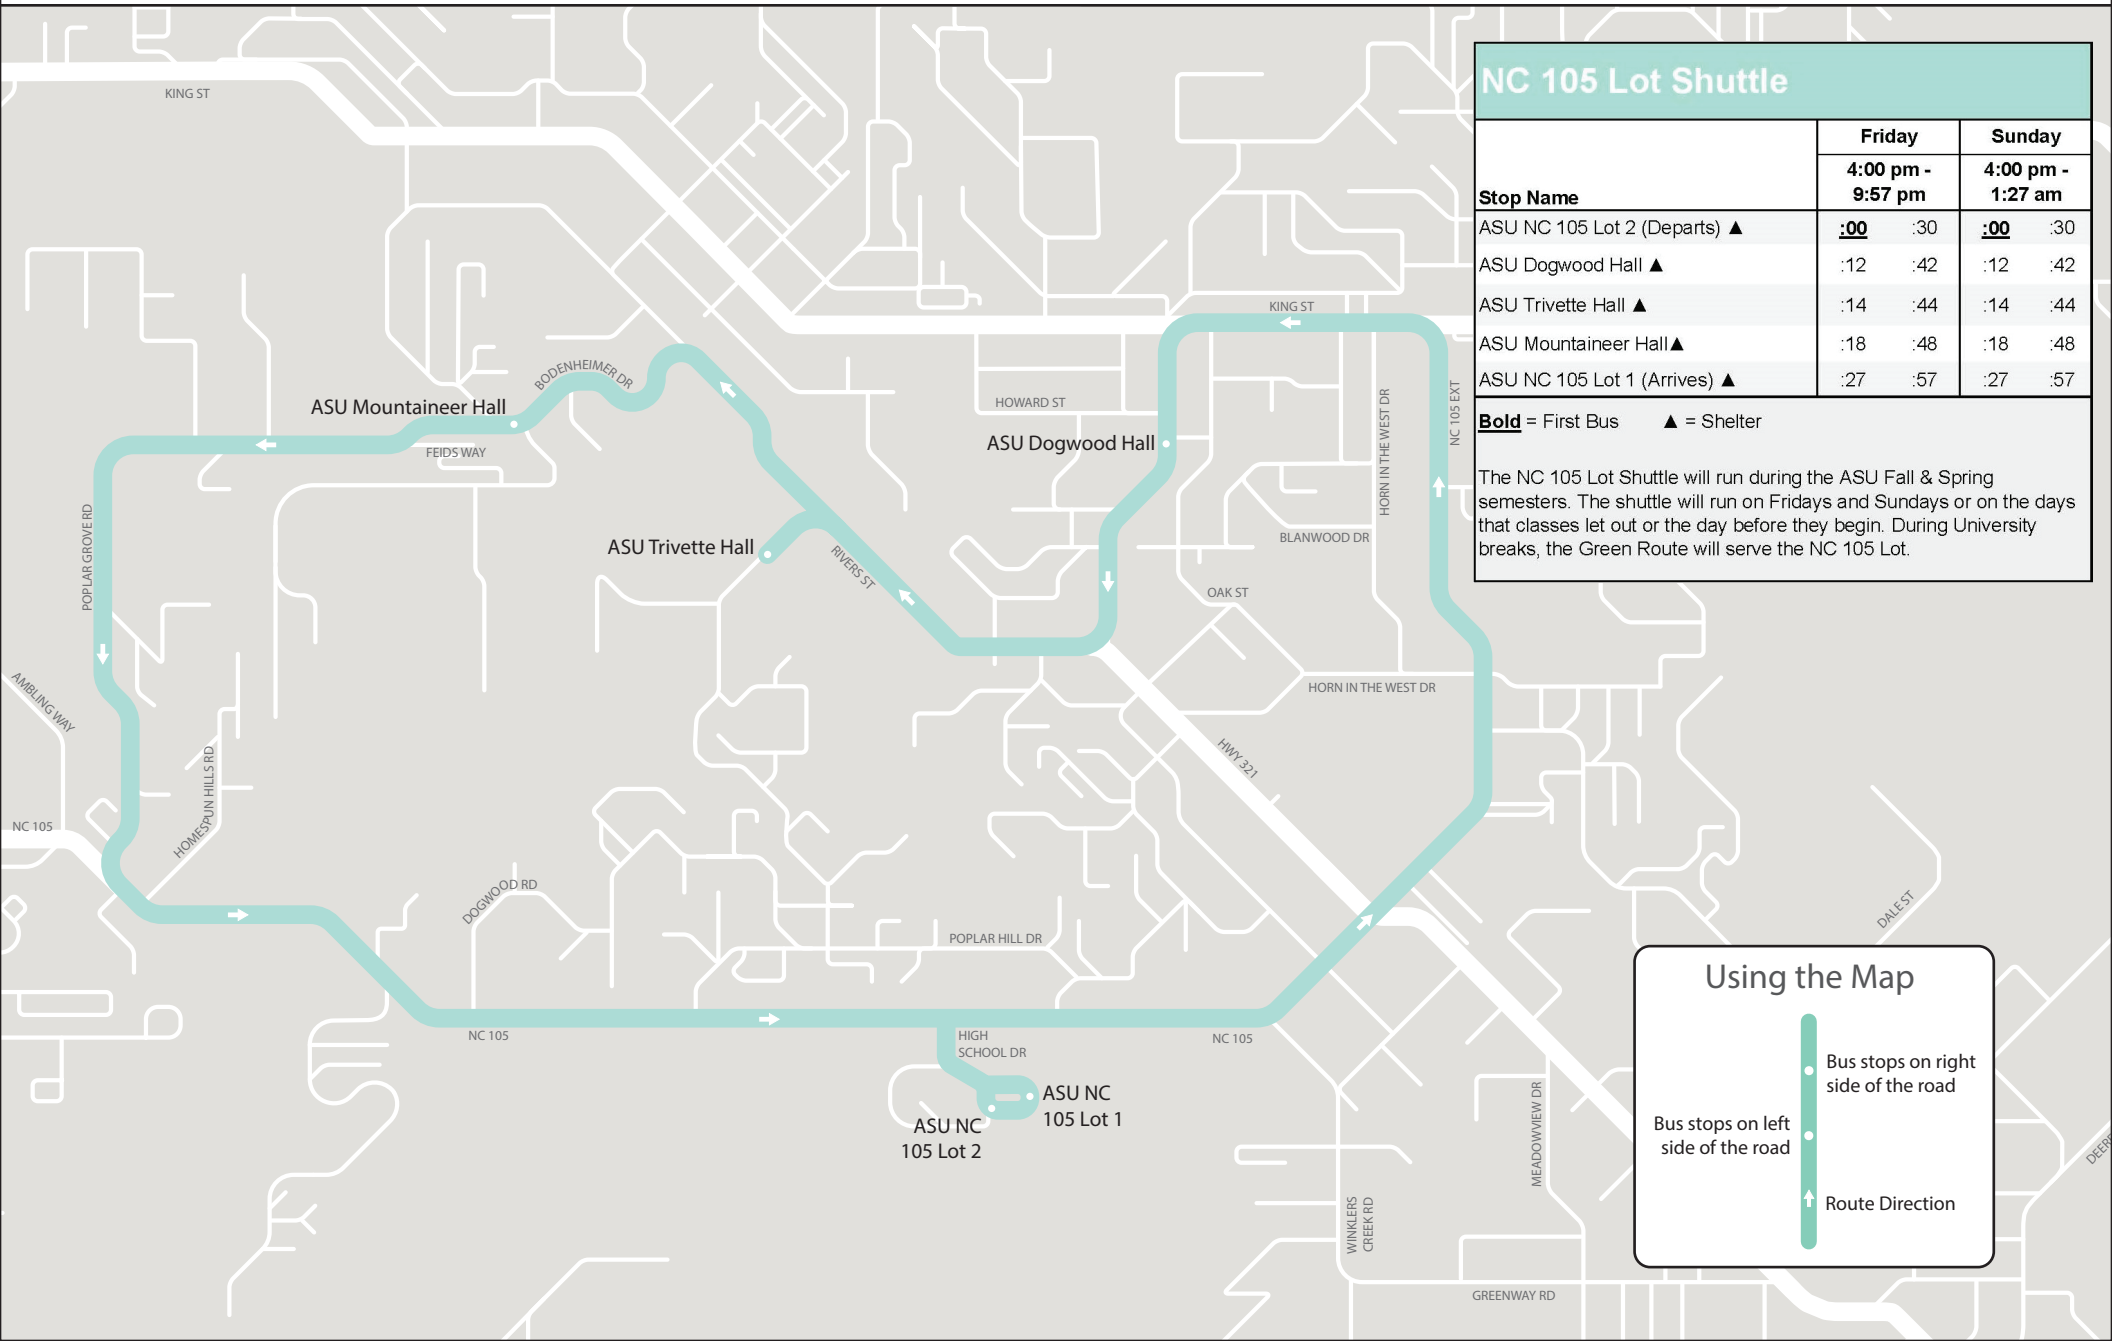 KING ST
NC 105 Lot Shuttle
Friday Sunday
4:00 pm - 4:00 pm -
Stop Name 9:57 pm 1:27 am
ASU NC 105 Lot 2 (Departs) ▲ :00 :30 :00 :30
ASU Dogwood Hall ▲ :12 :42 :12 :42
ASU Trivette Hall ▲ :14 :44 :14 :44
ASU Mountaineer Hall▲ :18 :48 :18 :48
ASU NC 105 Lot 1 (Arrives) ▲ :27 :57 :27 :57
Bold = First Bus ▲ = Shelter
The NC 105 Lot Shuttle will run during the ASU Fall & Spring
semesters. The shuttle will run on Fridays and Sundays or on the days
that classes let out or the day before they begin. During University
breaks, the Green Route will serve the NC 105 Lot.
KING ST
BODENHEIMER DR
ASU Mountaineer Hall
HOWARD ST
HORN IN THE WEST DR
NC 105 EXT
ASU Dogwood Hall
FEIDS WAY
POPLAR GROVE RD
ASU Trivette Hall
RIVERS ST
BLANWOOD DR
OAK ST
HORN IN THE WEST DR
AMBLING WAY
HOMESPUN HILLS RD
HWY 321
NC 105
DOGWOOD RD
POPLAR HILL DR
DALE ST
NC 105
HIGH
SCHOOL DR
NC 105
ASU NC
105 Lot 1
ASU NC
105 Lot 2
MEADOWVIEW DR
WINKLERS
CREEK RD
GREENWAY RD
Using the Map
Bus stops on right
side of the road
Bus stops on left
side of the road
Route Direction